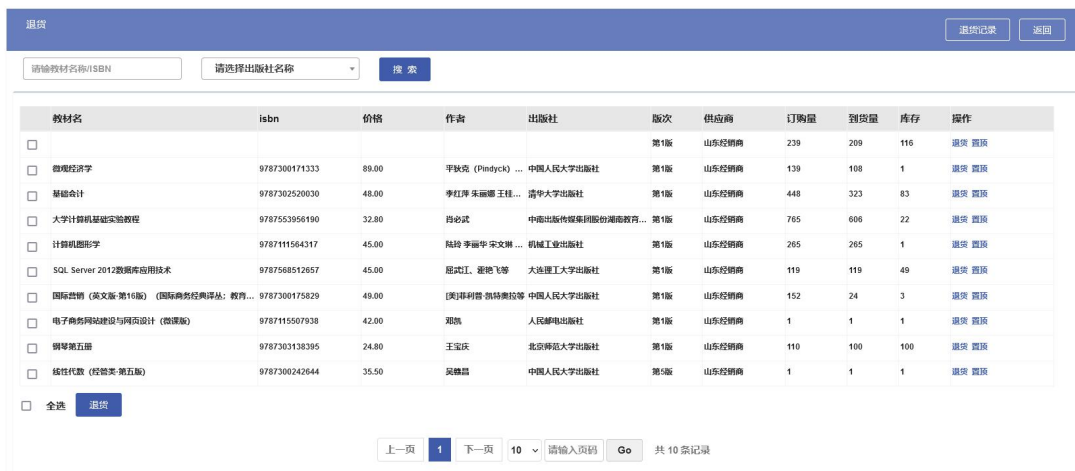 退货 退货记录 返回
请输教材名称/ISBN 请选择出版社名称 搜 索
教材名 isbn 价格 作者 出版社 版次 供应商 订购量 到货量 库存 操作
第1版 山东经销商 239 209 116 退货 置顶
微观经济学 9787300171333 89.00 平狄克（Pindyck) ... 中国人民大学出版社 第1版 山东经销商 139 108 1 退货 置顶
基础会计 9787302520030 48.00 李红萍 朱丽娜 王桂... 清华大学出版社 第1版 山东经销商 448 323 83 退货 置顶
大学计算机基础实验教程 9787553956190 32.80 肖必武 中南出版传媒集团股份湖南教育... 第1版 山东经销商 765 606 22 退货 置顶
计算机图形学 9787111564317 45.00 陆玲 李丽华 宋文琳 ... 机械工业出版社 第1版 山东经销商 265 265 1 退货 置顶
SQL Server 2012数据库应用技术 9787568512657 45.00 屈武江、霍艳飞等 大连理工大学出版社 第1版 山东经销商 119 119 49 退货 置顶
国际营销（英文版·第16版）（国际商务经典译丛；教育... 9787300175829 49.00 [美]菲利普·凯特奥拉等 中国人民大学出版社 第1版 山东经销商 152 24 3 退货 置顶
电子商务网站建设与网页设计（微课版） 9787115507938 42.00 邓凯 人民邮电出版社 第1版 山东经销商 1 1 1 退货 置顶
钢琴第五册 9787303138395 24.80 王宝庆 北京师范大学出版社 第1版 山东经销商 110 100 100 退货 置顶
线性代数（经管类·第五版） 9787300242644 35.50 吴赣昌 中国人民大学出版社 第5版 山东经销商 1 1 1 退货 置顶
全选 退货
上一页 1 下一页 10 请输入页码 Go 共 10 条记录